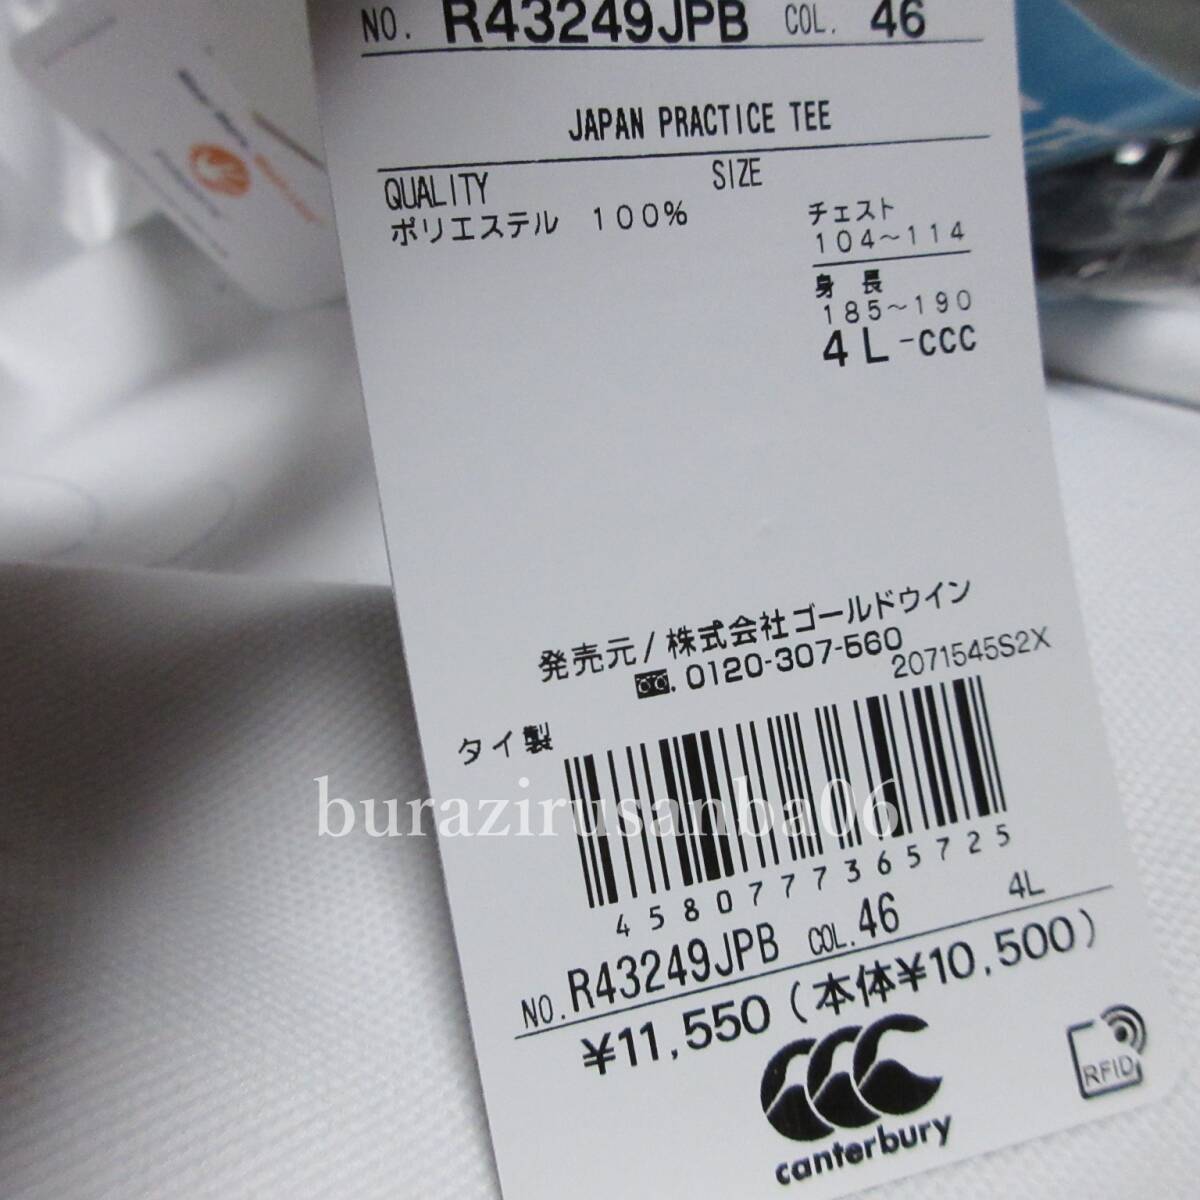 NO. R43249JPB COL. 46
JAPAN PRACTICE TEE
QUALITY SIZE
ポリエステル 100%
チェスト
104～114
身長
185～190
4L-CCC
発売元/株式会社ゴールドウイン
0120-307-560
2071545S2X
タイ製
burazirusanba06
4580777365725
4L
NO. R43249JPB COL. 46
¥11,550(本体¥10,500)
canterbury
RFID